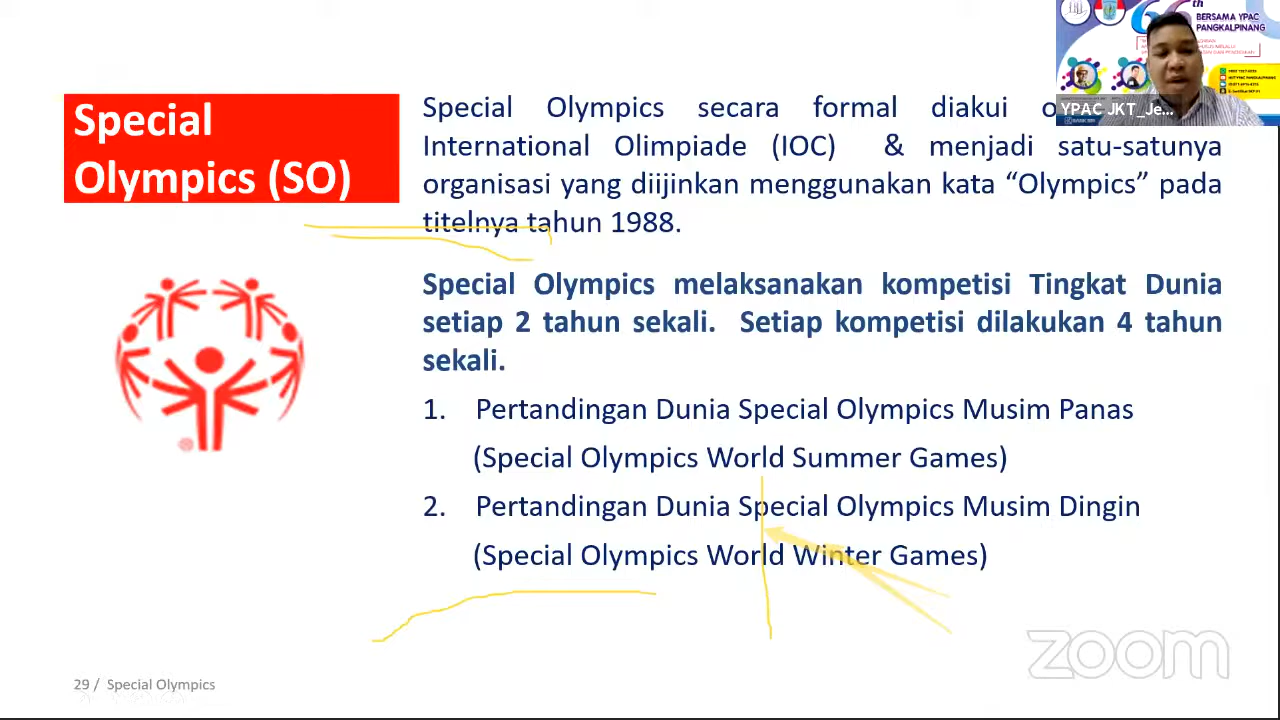 Special
Olympics (SO)
Special Olympics secara formal diakui
International Olimpiade (IOC) & menjadi satu-satunya
organisasi yang diijinkan menggunakan kata “Olympics” pada
titelnya tahun 1988.
Special Olympics melaksanakan kompetisi Tingkat Dunia
setiap 2 tahun sekali. Setiap kompetisi dilakukan 4 tahun
sekali.
1. Pertandingan Dunia Special Olympics Musim Panas
(Special Olympics World Summer Games)
2. Pertandingan Dunia Special Olympics Musim Dingin
(Special Olympics World Winter Games)
29 / Special Olympics
BERSAMA YPAC
PANGKALPINANG
YPAC JKT_Je...
zoom